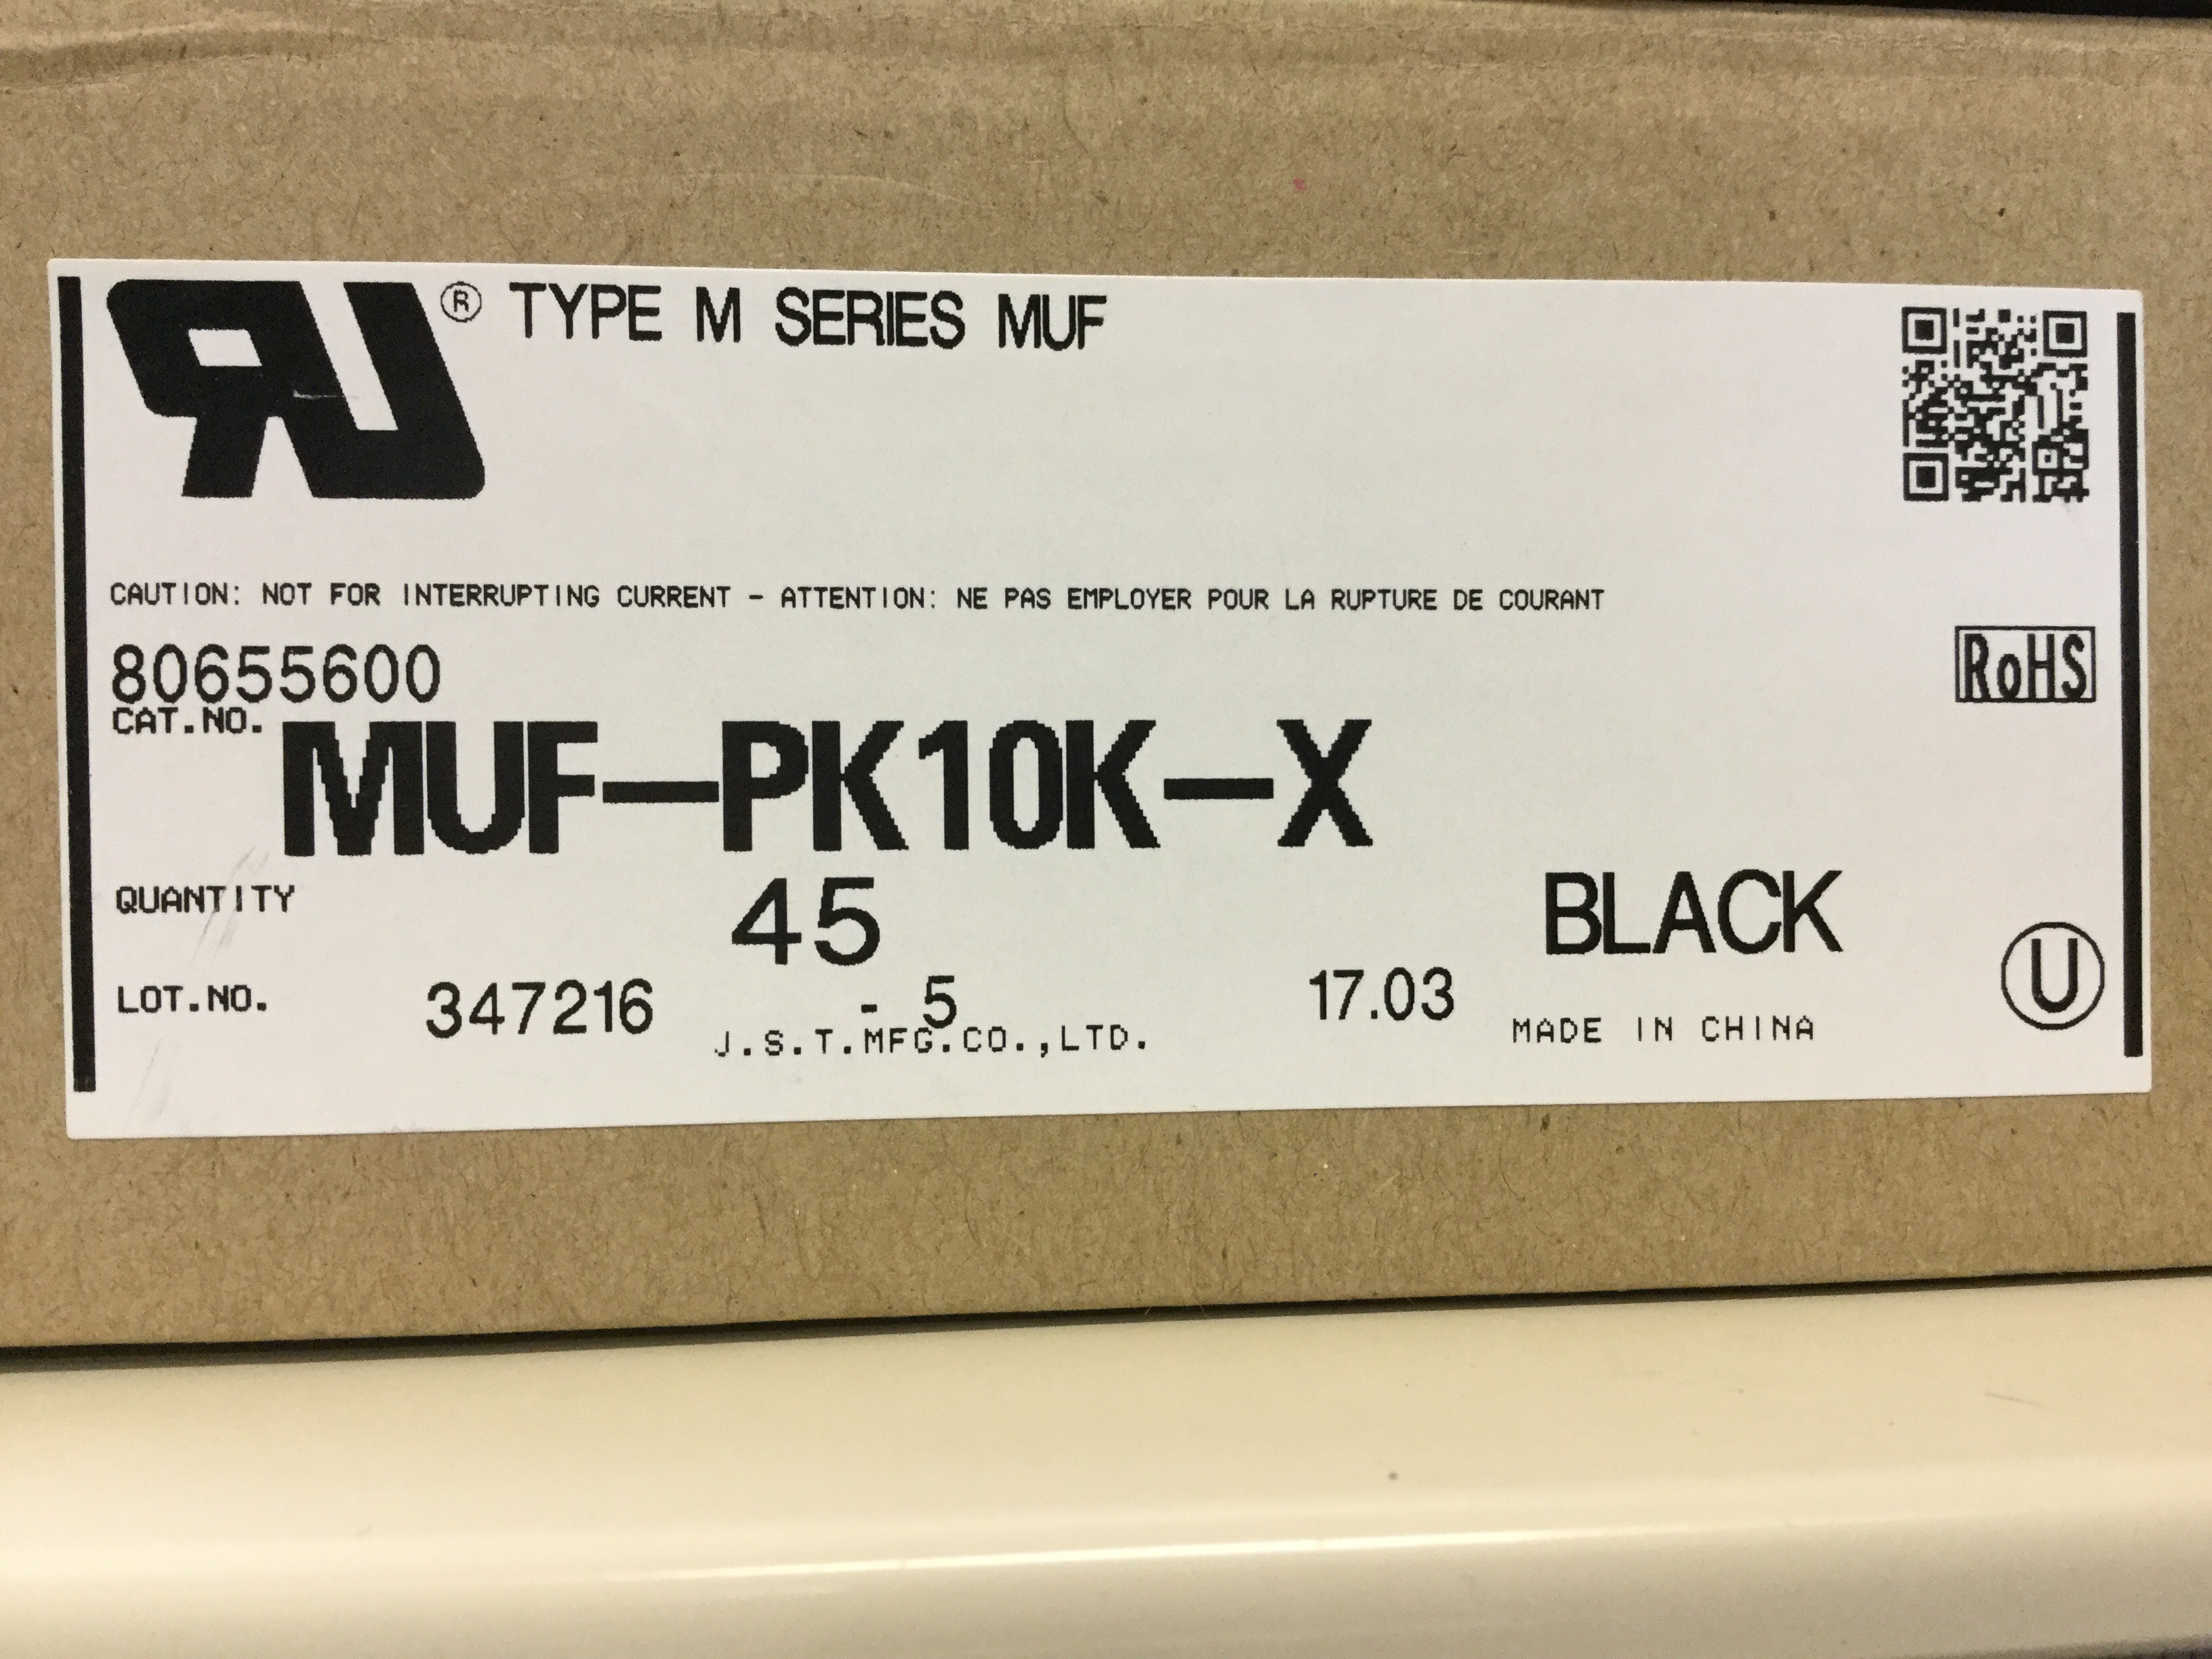 RU® TYPE M SERIES MUF
CAUTION: NOT FOR INTERRUPTING CURRENT - ATTENTION: NE PAS EMPLOYER POUR LA RUPTURE DE COURANT
80655600
RoHS
CAT.NO. MUF-PK10K-X
QUANTITY 45 BLACK
U
LOT.NO. 347216 - 5 17.03
J.S.T.MFG.CO.,LTD. MADE IN CHINA